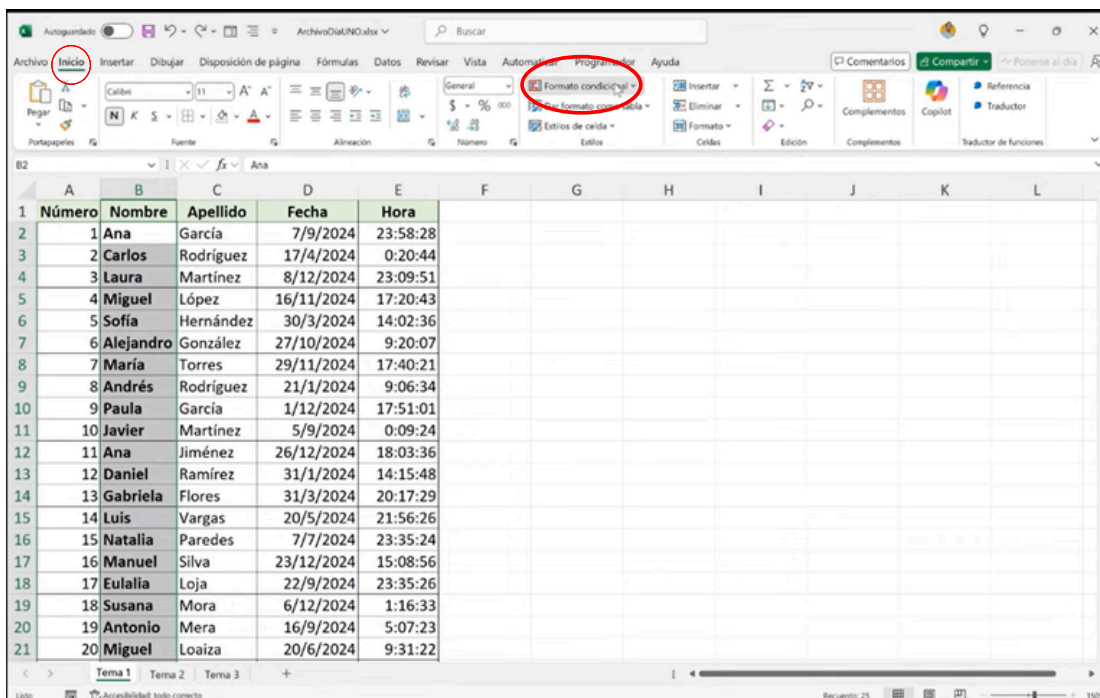 Autoguardado ArchivoDiaUNO.xlsx Buscar
Archivo Inicio Insertar Dibujar Disposición de página Fórmulas Datos Revisar Vista Automatizar Programador Ayuda Comentarios Compartir Ponerse al día
Pegar
Calibri 11
N K S
General
$ % 000
Formato condicional
Dar formato como tabla
Estilos de celda
Insertar
Eliminar
Formato
Complementos
Copilot
Referencia
Traductor
Portapapeles Fuente Alineación Número Estilos Celdas Edición Complementos Traductor de funciones
B2 fx Ana
A B C D E F G H I J K L
1 Número Nombre Apellido Fecha Hora
2 1 Ana García 7/9/2024 23:58:28
3 2 Carlos Rodríguez 17/4/2024 0:20:44
4 3 Laura Martínez 8/12/2024 23:09:51
5 4 Miguel López 16/11/2024 17:20:43
6 5 Sofía Hernández 30/3/2024 14:02:36
7 6 Alejandro González 27/10/2024 9:20:07
8 7 María Torres 29/11/2024 17:40:21
9 8 Andrés Rodríguez 21/1/2024 9:06:34
10 9 Paula García 1/12/2024 17:51:01
11 10 Javier Martínez 5/9/2024 0:09:24
12 11 Ana Jiménez 26/12/2024 18:03:36
13 12 Daniel Ramírez 31/1/2024 14:15:48
14 13 Gabriela Flores 31/3/2024 20:17:29
15 14 Luis Vargas 20/5/2024 21:56:26
16 15 Natalia Paredes 7/7/2024 23:35:24
17 16 Manuel Silva 23/12/2024 15:08:56
18 17 Eulalia Loja 22/9/2024 23:35:26
19 18 Susana Mora 6/12/2024 1:16:33
20 19 Antonio Mera 16/9/2024 5:07:23
21 20 Miguel Loaiza 20/6/2024 9:31:22
Tema 1 Tema 2 Tema 3 +
Listo Accesibilidad: todo correcto Recuento: 25